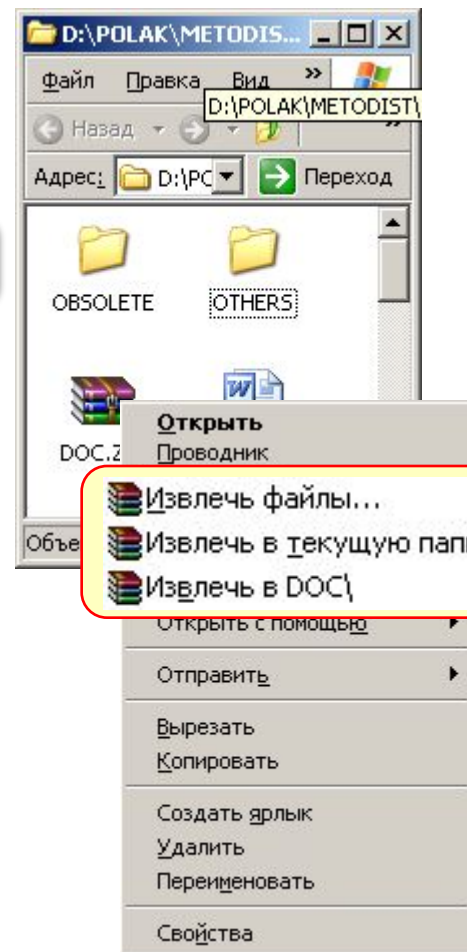 D:\POLAK\METODIS...
Файл Правка Вид »
D:\POLAK\METODIST\
Назад »
Адрес: D:\PC Переход
OBSOLETE OTHERS
DOC.Z
Открыть
Проводник
Извлечь файлы...
Извлечь в текущую пап
Извлечь в DOC\
Объе
Открыть с помощью
Отправить
Вырезать
Копировать
Создать ярлык
Удалить
Переименовать
Свойства